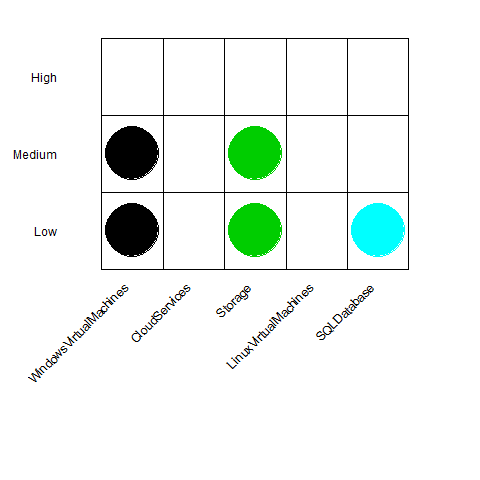 High
Medium
Low
WindowsVirtualMachines
CloudServices
Storage
LinuxVirtualMachines
SQLDatabase